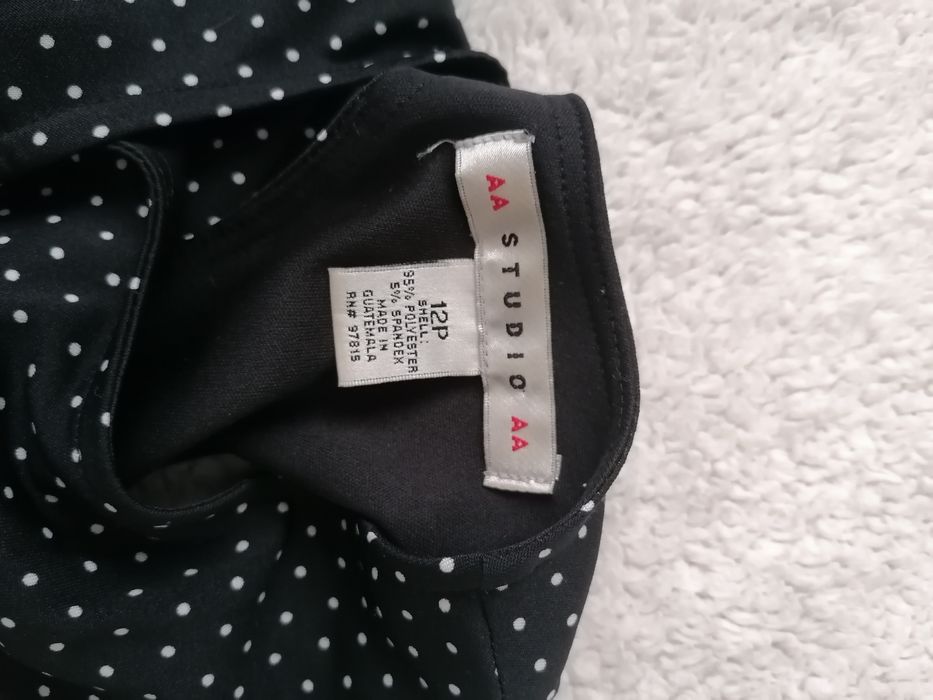 AA STUDIO AA
12P
SHELL:
95% POLYESTER
5% SPANDEX
MADE IN
GUATEMALA
RN# 97815